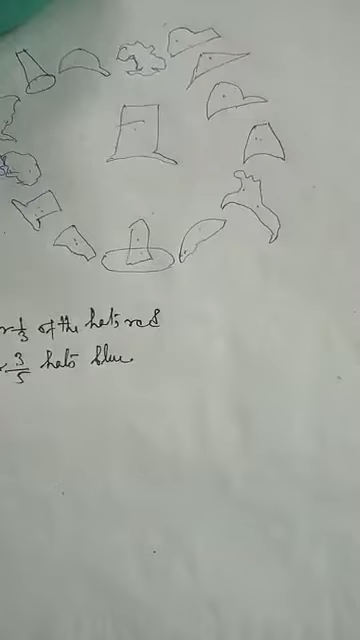 1/3 of the hats red
3/5 hats blue